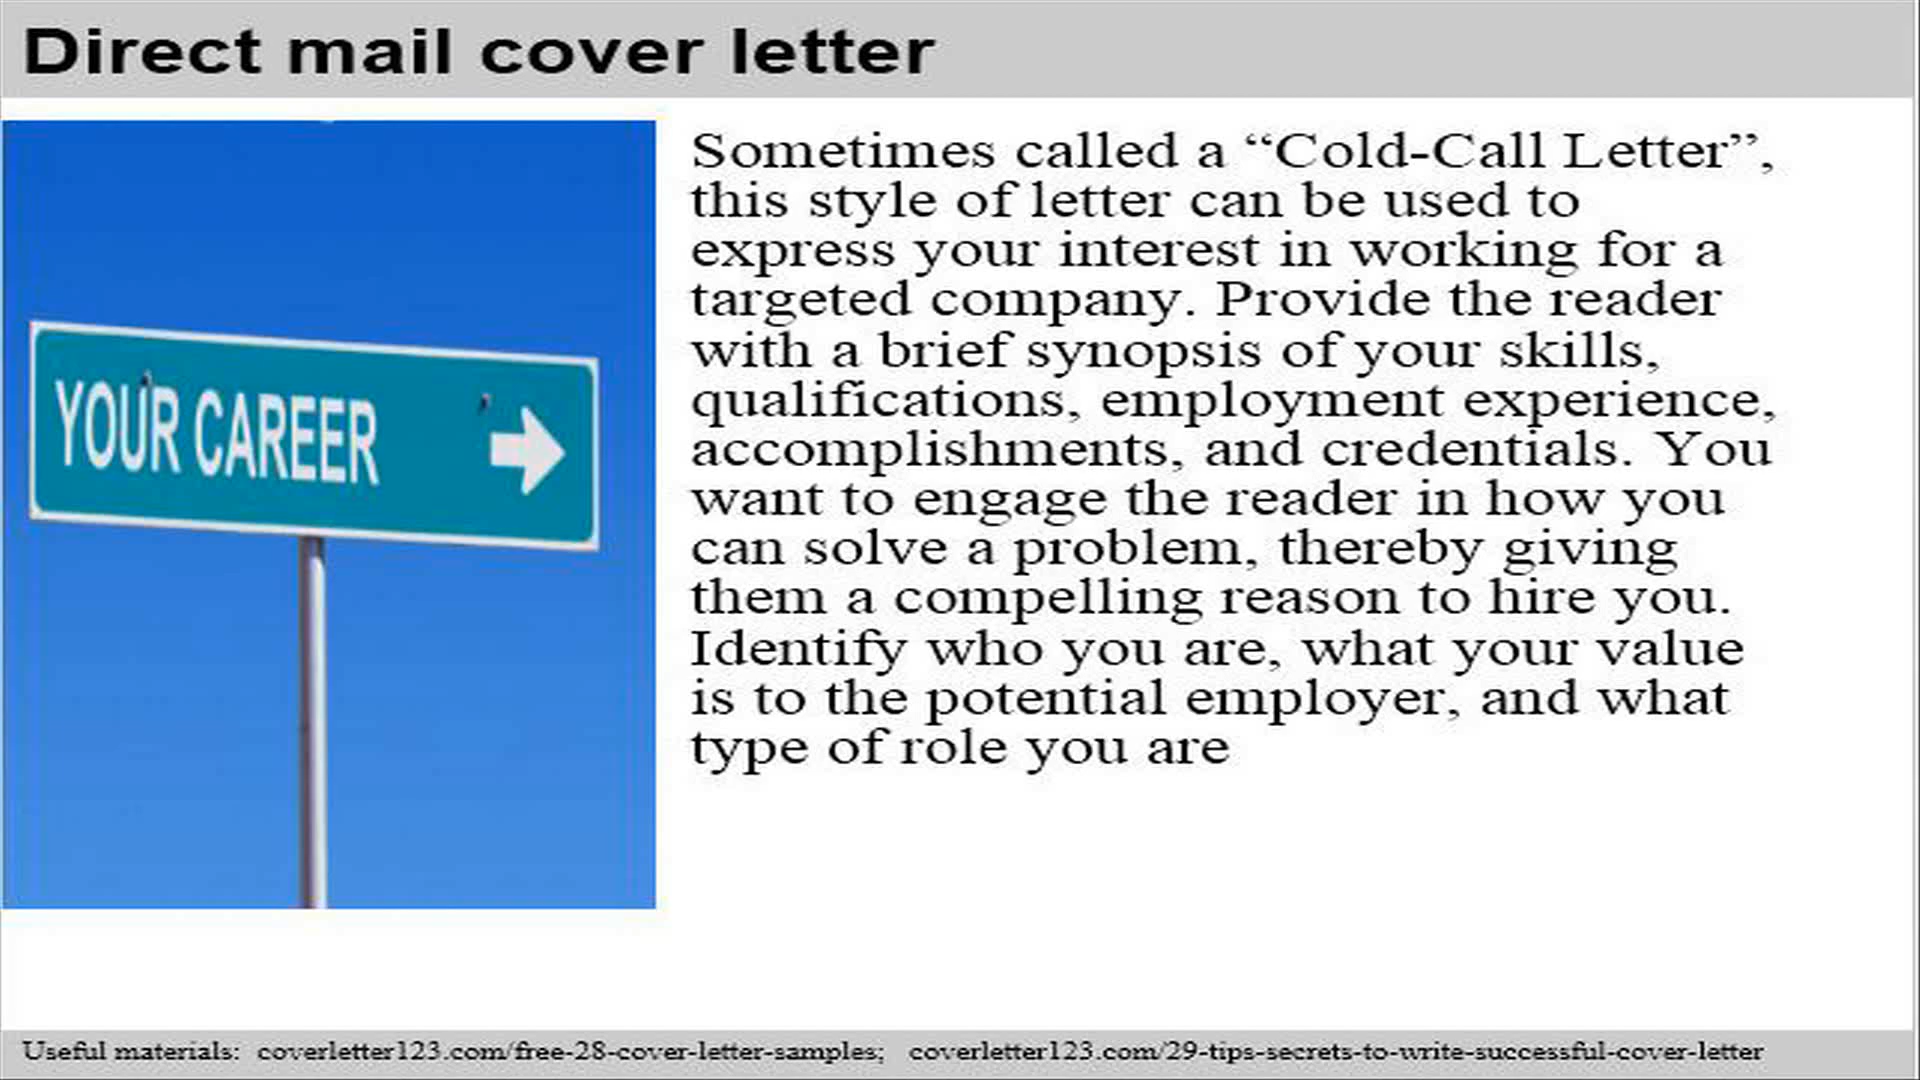 Direct mail cover letter
YOUR CAREER
Sometimes called a “Cold-Call Letter”,
this style of letter can be used to
express your interest in working for a
targeted company. Provide the reader
with a brief synopsis of your skills,
qualifications, employment experience,
accomplishments, and credentials. You
want to engage the reader in how you
can solve a problem, thereby giving
them a compelling reason to hire you.
Identify who you are, what your value
is to the potential employer, and what
type of role you are
Useful materials: coverletter123.com/free-28-cover-letter-samples; coverletter123.com/29-tips-secrets-to-write-successful-cover-letter